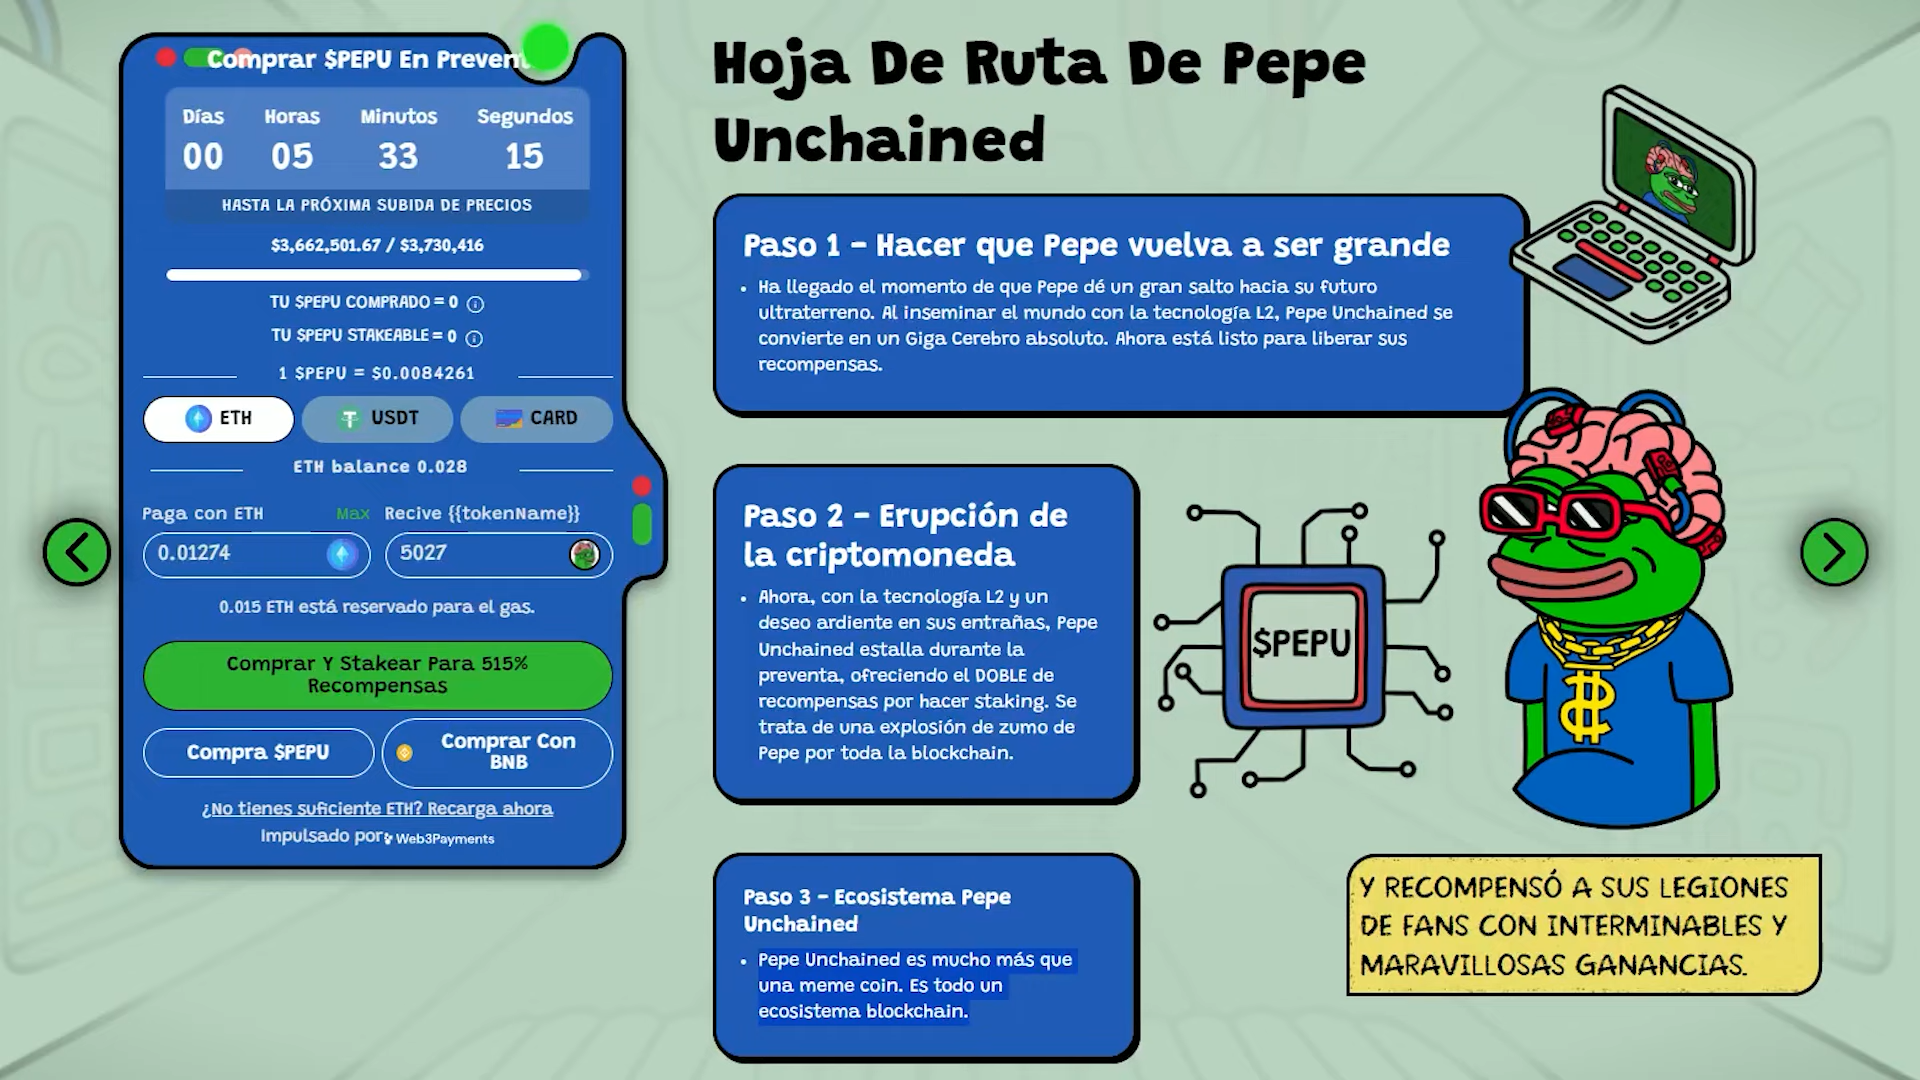 Comprar $PEPU En Prevent
Días Horas Minutos Segundos
00 05 33 15
HASTA LA PRÓXIMA SUBIDA DE PRECIOS
$3,662,501.67 / $3,730,416
TU $PEPU COMPRADO = 0
TU $PEPU STAKEABLE = 0
1 $PEPU = $0.0084261
ETH USDT CARD
ETH balance 0.028
Paga con ETH Max Recive {{tokenName}}
0.01274 5027
0.015 ETH está reservado para el gas.
Comprar Y Stakear Para 515%
Recompensas
Compra $PEPU
Comprar Con
BNB
¿No tienes suficiente ETH? Recarga ahora
Impulsado por Web3Payments
Hoja De Ruta De Pepe
Unchained
Paso 1 – Hacer que Pepe vuelva a ser grande
• Ha llegado el momento de que Pepe dé un gran salto hacia su futuro
ultraterreno. Al inseminar el mundo con la tecnología L2, Pepe Unchained se
convierte en un Giga Cerebro absoluto. Ahora está listo para liberar sus
recompensas.
Paso 2 – Erupción de
la criptomoneda
• Ahora, con la tecnología L2 y un
deseo ardiente en sus entrañas, Pepe
Unchained estalla durante la
preventa, ofreciendo el DOBLE de
recompensas por hacer staking. Se
trata de una explosión de zumo de
Pepe por toda la blockchain.
$PEPU
Paso 3 – Ecosistema Pepe
Unchained
• Pepe Unchained es mucho más que
una meme coin. Es todo un
ecosistema blockchain.
Y RECOMPENSÓ A SUS LEGIONES
DE FANS CON INTERMINABLES Y
MARAVILLOSAS GANANCIAS.